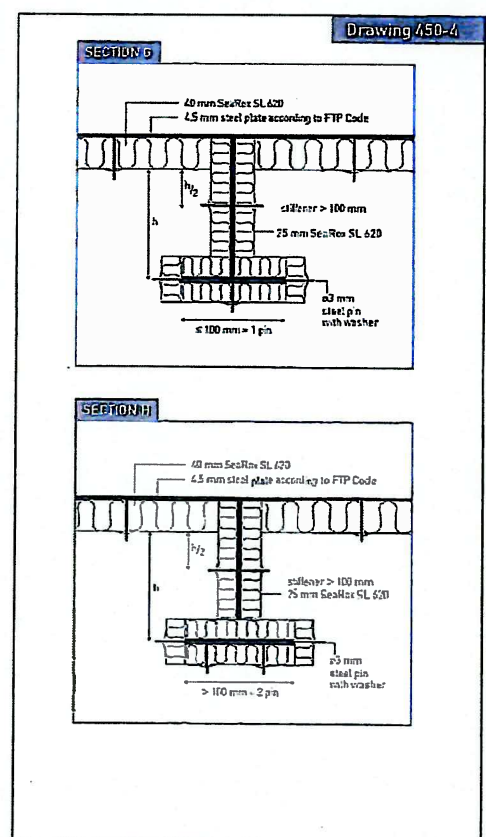 Drawing 450-4
SECTION G
40 mm SeaRox SL 620
4.5 mm steel plate according to FTP Code
h/2
h
stiffener > 100 mm
25 mm SeaRox SL 620
ø3 mm
steel pin
with washer
≤ 100 mm = 1 pin
SECTION H
40 mm SeaRox SL 620
4.5 mm steel plate according to FTP Code
h/2
h
stiffener > 100 mm
25 mm SeaRox SL 620
ø3 mm
steel pin
with washer
> 100 mm = 2 pin